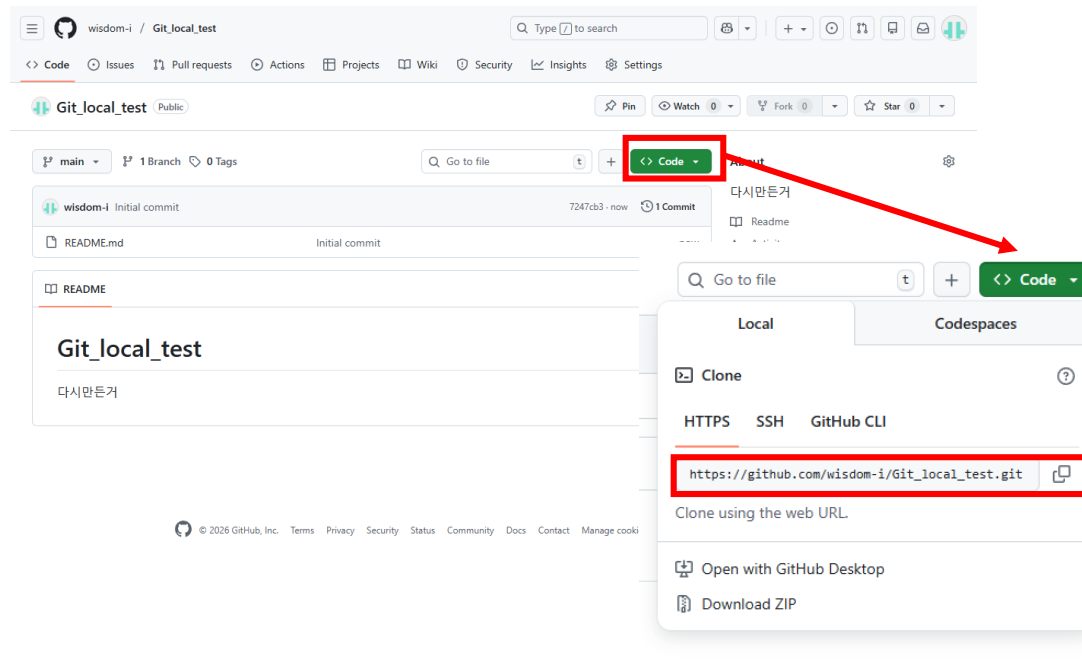 wisdom-i / Git_local_test
Type / to search
Code Issues Pull requests Actions Projects Wiki Security Insights Settings
Git_local_test Public
Pin Watch 0 Fork 0 Star 0
main 1 Branch 0 Tags
Go to file t
Code
About
다시만든거
Readme
wisdom-i Initial commit 7247cb3 · now 1 Commit
README.md Initial commit
README
Git_local_test
다시만든거
© 2026 GitHub, Inc. Terms Privacy Security Status Community Docs Contact Manage cooki
Go to file t
Code
Local Codespaces
Clone
HTTPS SSH GitHub CLI
https://github.com/wisdom-i/Git_local_test.git
Clone using the web URL.
Open with GitHub Desktop
Download ZIP